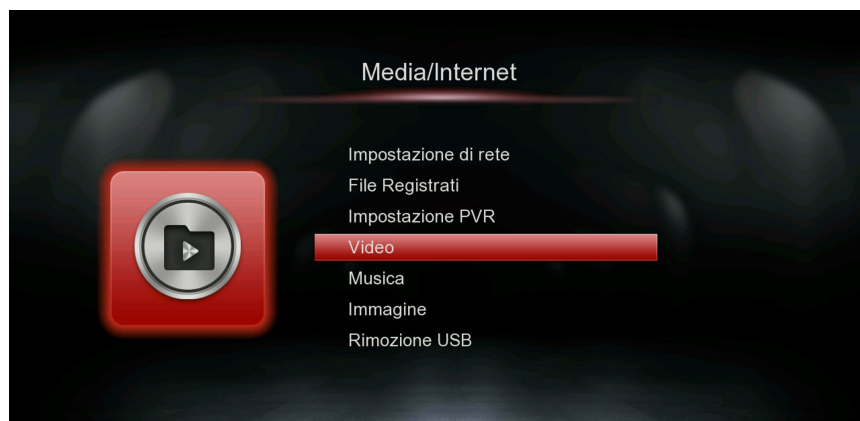 Media/Internet
Impostazione di rete
File Registrati
Impostazione PVR
Video
Musica
Immagine
Rimozione USB